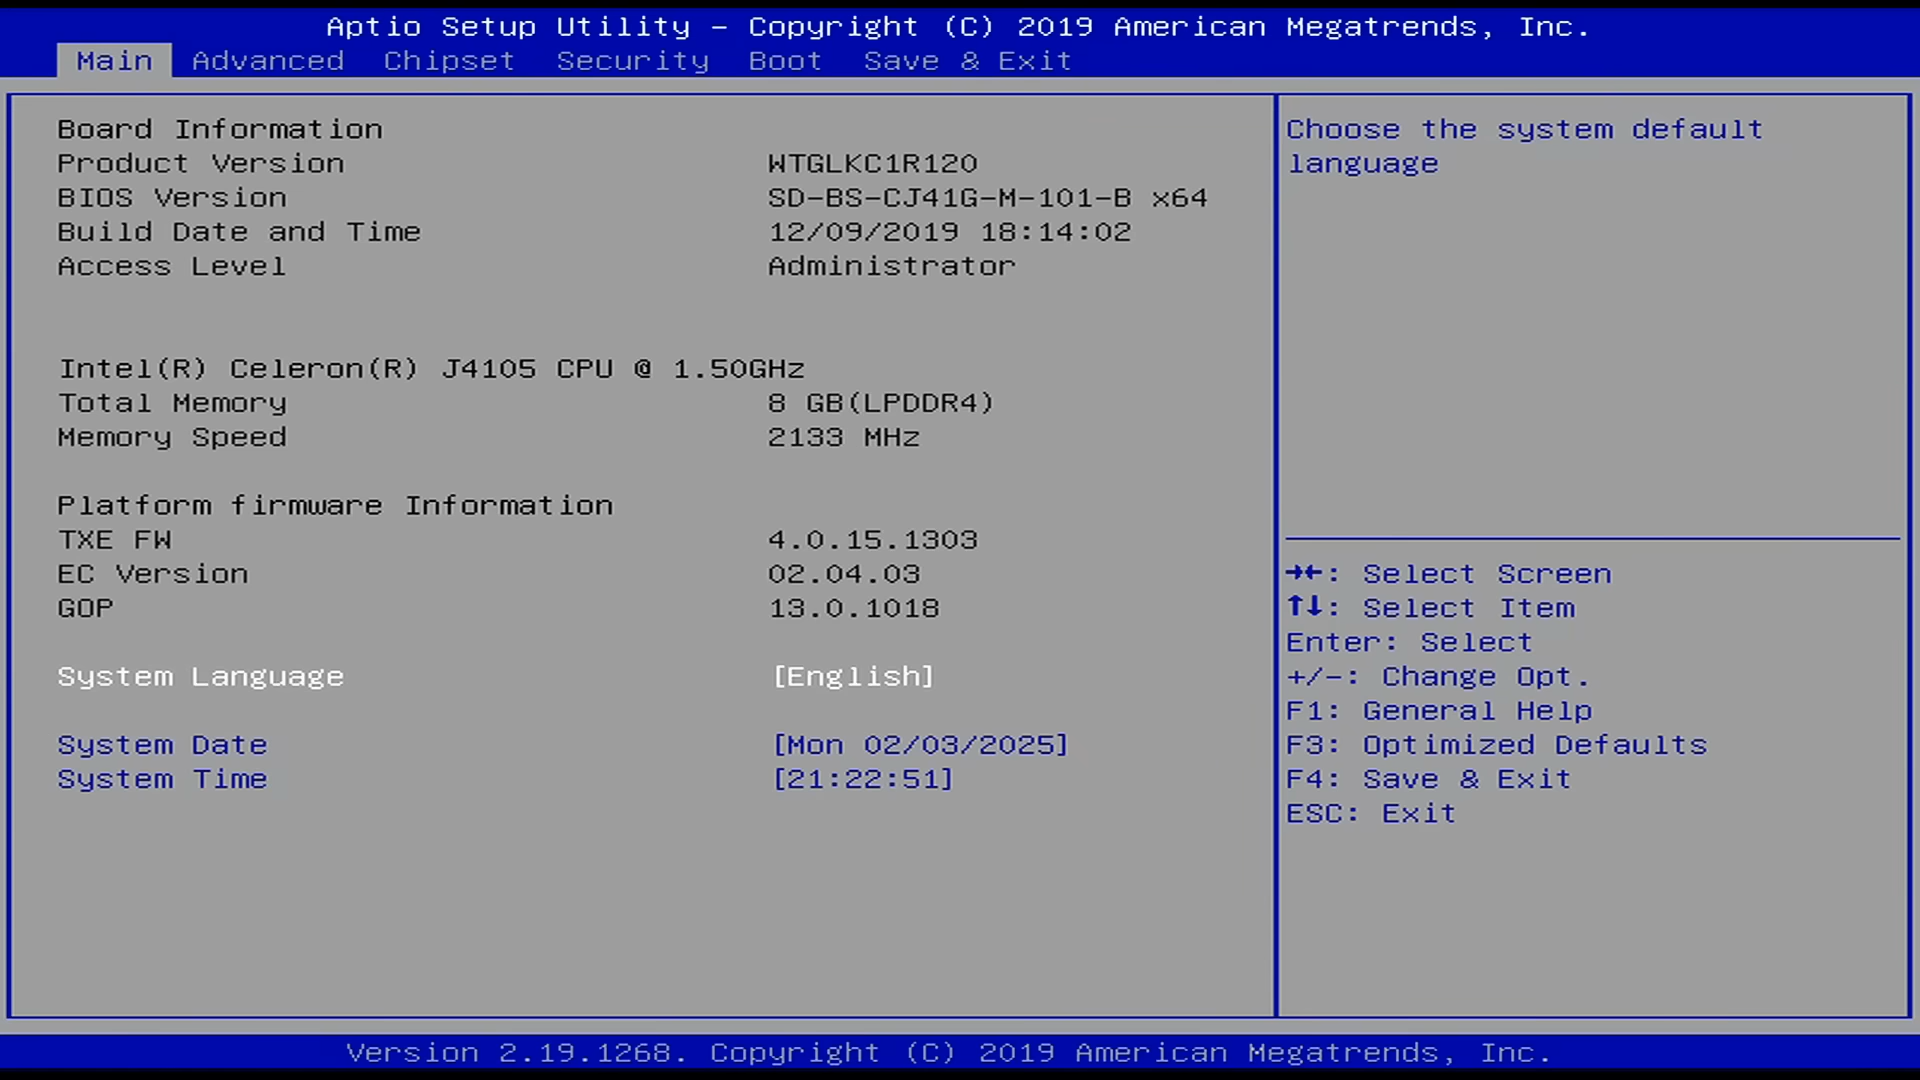 Aptio Setup Utility – Copyright (C) 2019 American Megatrends, Inc.
Main Advanced Chipset Security Boot Save & Exit
Board Information
Product Version WTGLKC1R120
BIOS Version SD-BS-CJ41G-M-101-B x64
Build Date and Time 12/09/2019 18:14:02
Access Level Administrator
Intel(R) Celeron(R) J4105 CPU @ 1.50GHz
Total Memory 8 GB(LPDDR4)
Memory Speed 2133 MHz
Platform firmware Information
TXE FW 4.0.15.1303
EC Version 02.04.03
GOP 13.0.1018
System Language [English]
System Date [Mon 02/03/2025]
System Time [21:22:51]
Choose the system default
language
→←: Select Screen
↑↓: Select Item
Enter: Select
+/-: Change Opt.
F1: General Help
F3: Optimized Defaults
F4: Save & Exit
ESC: Exit
Version 2.19.1268. Copyright (C) 2019 American Megatrends, Inc.